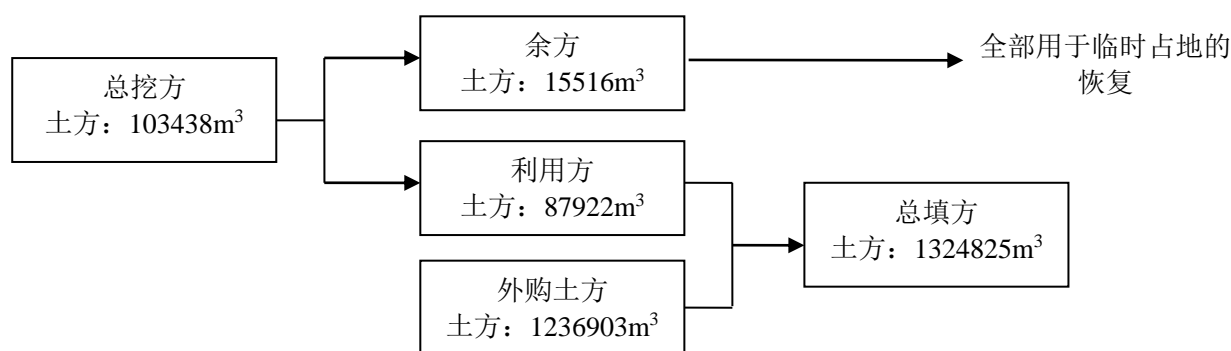 余方
土方：15516m³
全部用于临时占地的
恢复
总挖方
土方：103438m³
利用方
土方：87922m³
总填方
土方：1324825m³
外购土方
土方：1236903m³